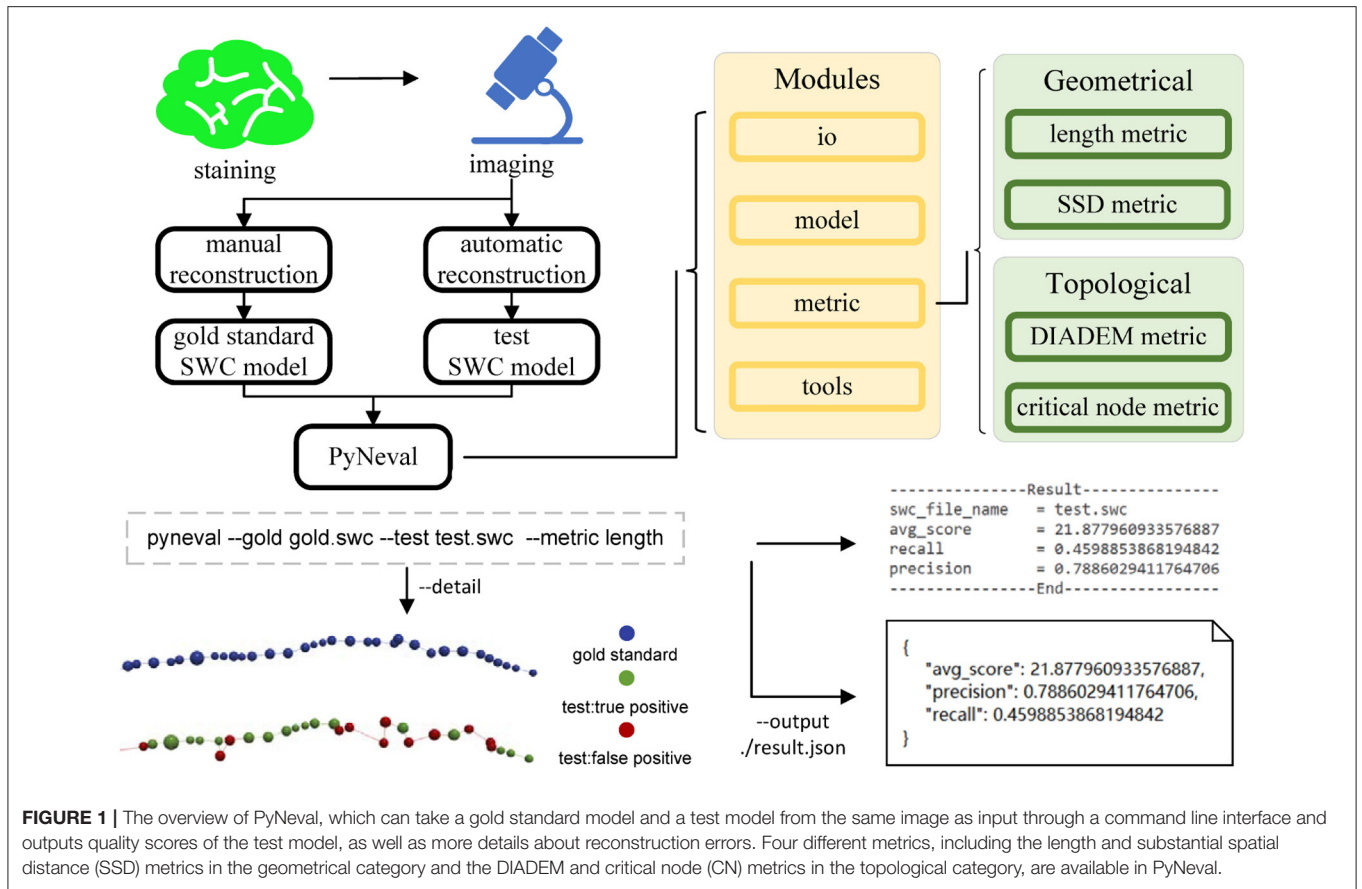 staining
imaging
manual
reconstruction
automatic
reconstruction
gold standard
SWC model
test
SWC model
PyNeval
Modules
io
model
metric
tools
Geometrical
length metric
SSD metric
Topological
DIADEM metric
critical node metric
pyneval --gold gold.swc --test test.swc --metric length
--detail
gold standard
test:true positive
test:false positive
---------------Result---------------
swc_file_name = test.swc
avg_score = 21.877960933576887
recall = 0.4598853868194842
precision = 0.7886029411764706
----------------End-----------------
--output
./result.json
{
"avg_score": 21.877960933576887,
"precision": 0.7886029411764706,
"recall": 0.4598853868194842
}
FIGURE 1 | The overview of PyNeval, which can take a gold standard model and a test model from the same image as input through a command line interface and
outputs quality scores of the test model, as well as more details about reconstruction errors. Four different metrics, including the length and substantial spatial
distance (SSD) metrics in the geometrical category and the DIADEM and critical node (CN) metrics in the topological category, are available in PyNeval.